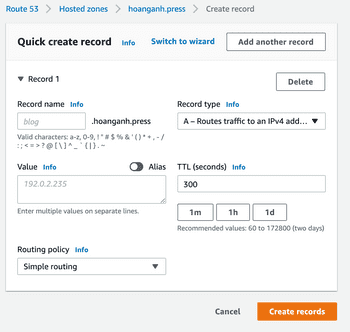 Route 53 > Hosted zones > hoanganh.press > Create record
Quick create record Info Switch to wizard Add another record
▼ Record 1
Delete
Record name Info
blog .hoanganh.press
Valid characters: a-z, 0-9, ! " # $ % & ' ( ) * + , - /
: ; < = > ? @ [ \ ] ^ _ ` { | } . ~
Record type Info
A – Routes traffic to an IPv4 add... ▼
Value Info Alias
192.0.2.235
Enter multiple values on separate lines.
TTL (seconds) Info
300
1m 1h 1d
Recommended values: 60 to 172800 (two days)
Routing policy Info
Simple routing ▼
Cancel Create records